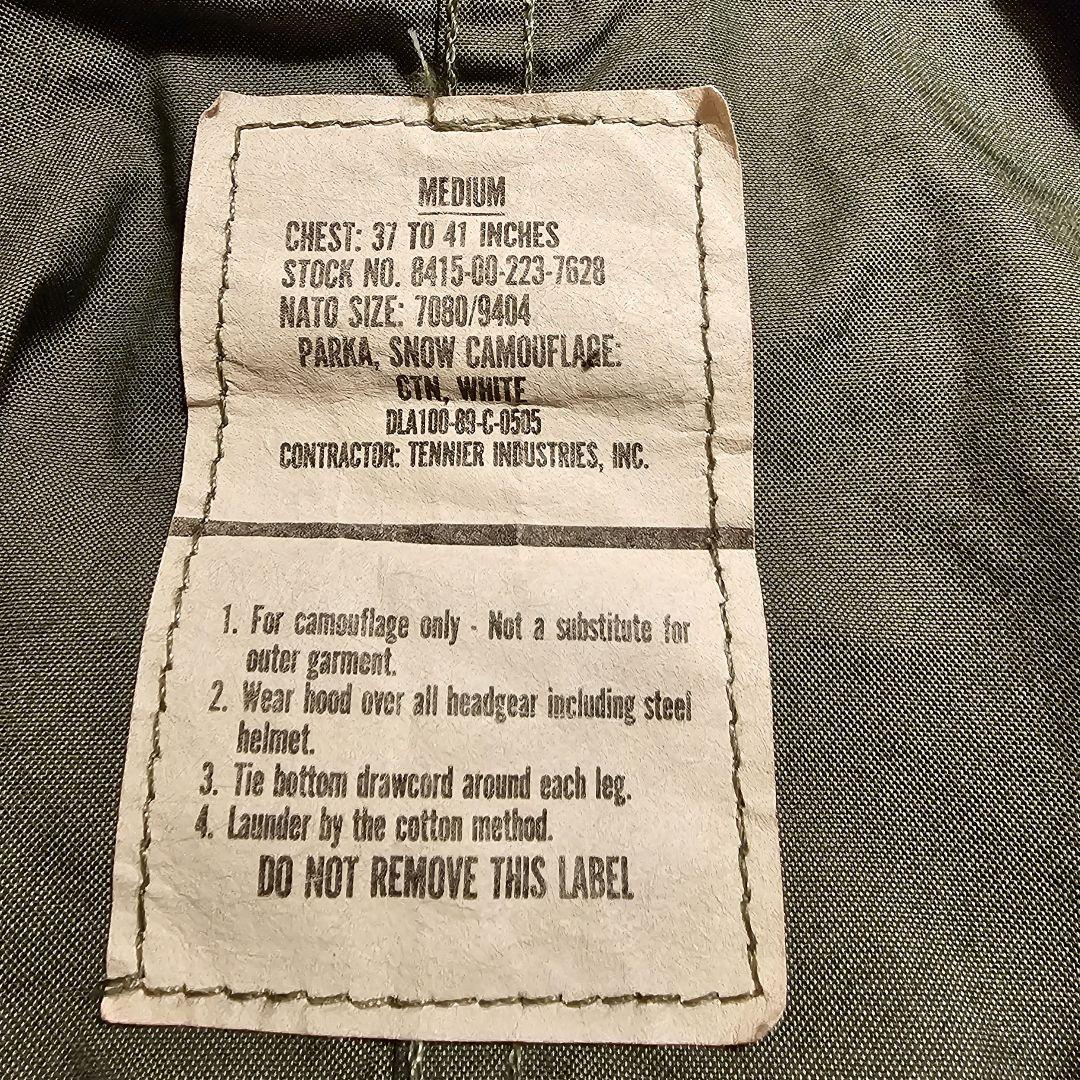 MEDIUM
CHEST: 37 TO 41 INCHES
STOCK NO. 8415-00-223-7628
NATO SIZE: 7080/9404
PARKA, SNOW CAMOUFLAGE:
CTN, WHITE
DLA100-89-C-0505
CONTRACTOR: TENNIER INDUSTRIES, INC.
1. For camouflage only - Not a substitute for
outer garment.
2. Wear hood over all headgear including steel
helmet.
3. Tie bottom drawcord around each leg.
4. Launder by the cotton method.
DO NOT REMOVE THIS LABEL